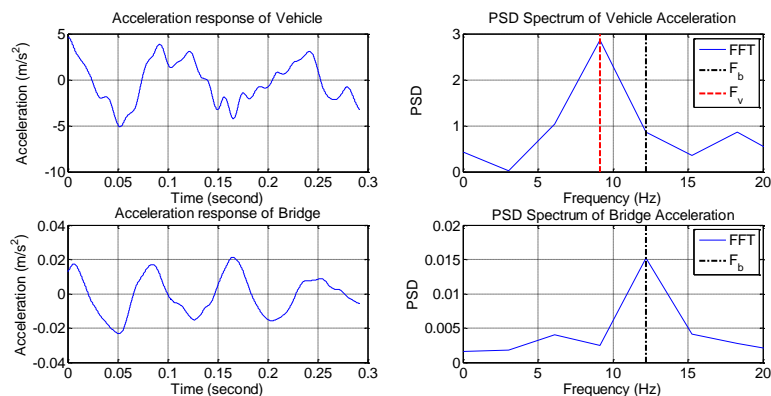 Acceleration response of Vehicle
Acceleration (m/s²)
5
0
-5
-10
0
0.05
0.1
0.15
0.2
0.25
0.3
Time (second)
PSD Spectrum of Vehicle Acceleration
PSD
3
2
1
0
0
5
10
15
20
Frequency (Hz)
FFT
F_b
F_v
Acceleration response of Bridge
Acceleration (m/s²)
0.04
0.02
0
-0.02
-0.04
0
0.05
0.1
0.15
0.2
0.25
0.3
Time (second)
PSD Spectrum of Bridge Acceleration
PSD
0.02
0.015
0.01
0.005
0
0
5
10
15
20
Frequency (Hz)
FFT
F_b